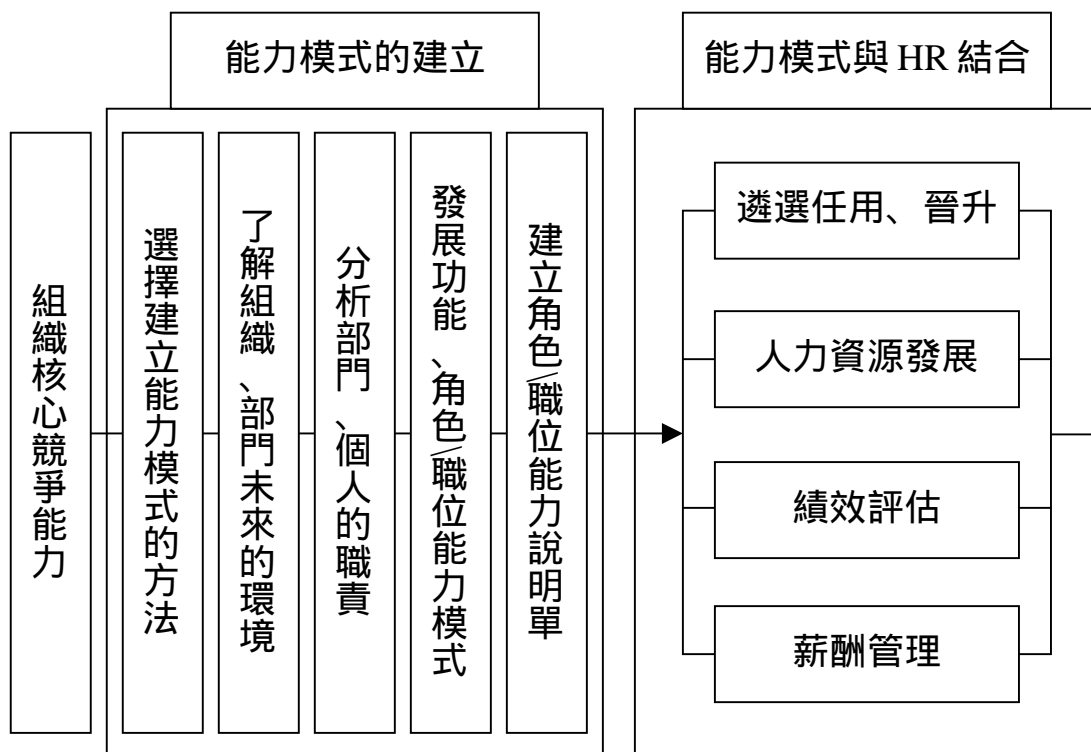 能力模式的建立
能力模式與 HR 結合
組織核心競爭能力
選擇建立能力模式的方法
了解組織、部門未來的環境
分析部門、個人的職責
發展功能、角色/職位能力模式
建立角色/職位能力說明單
遴選任用、晉升
人力資源發展
績效評估
薪酬管理